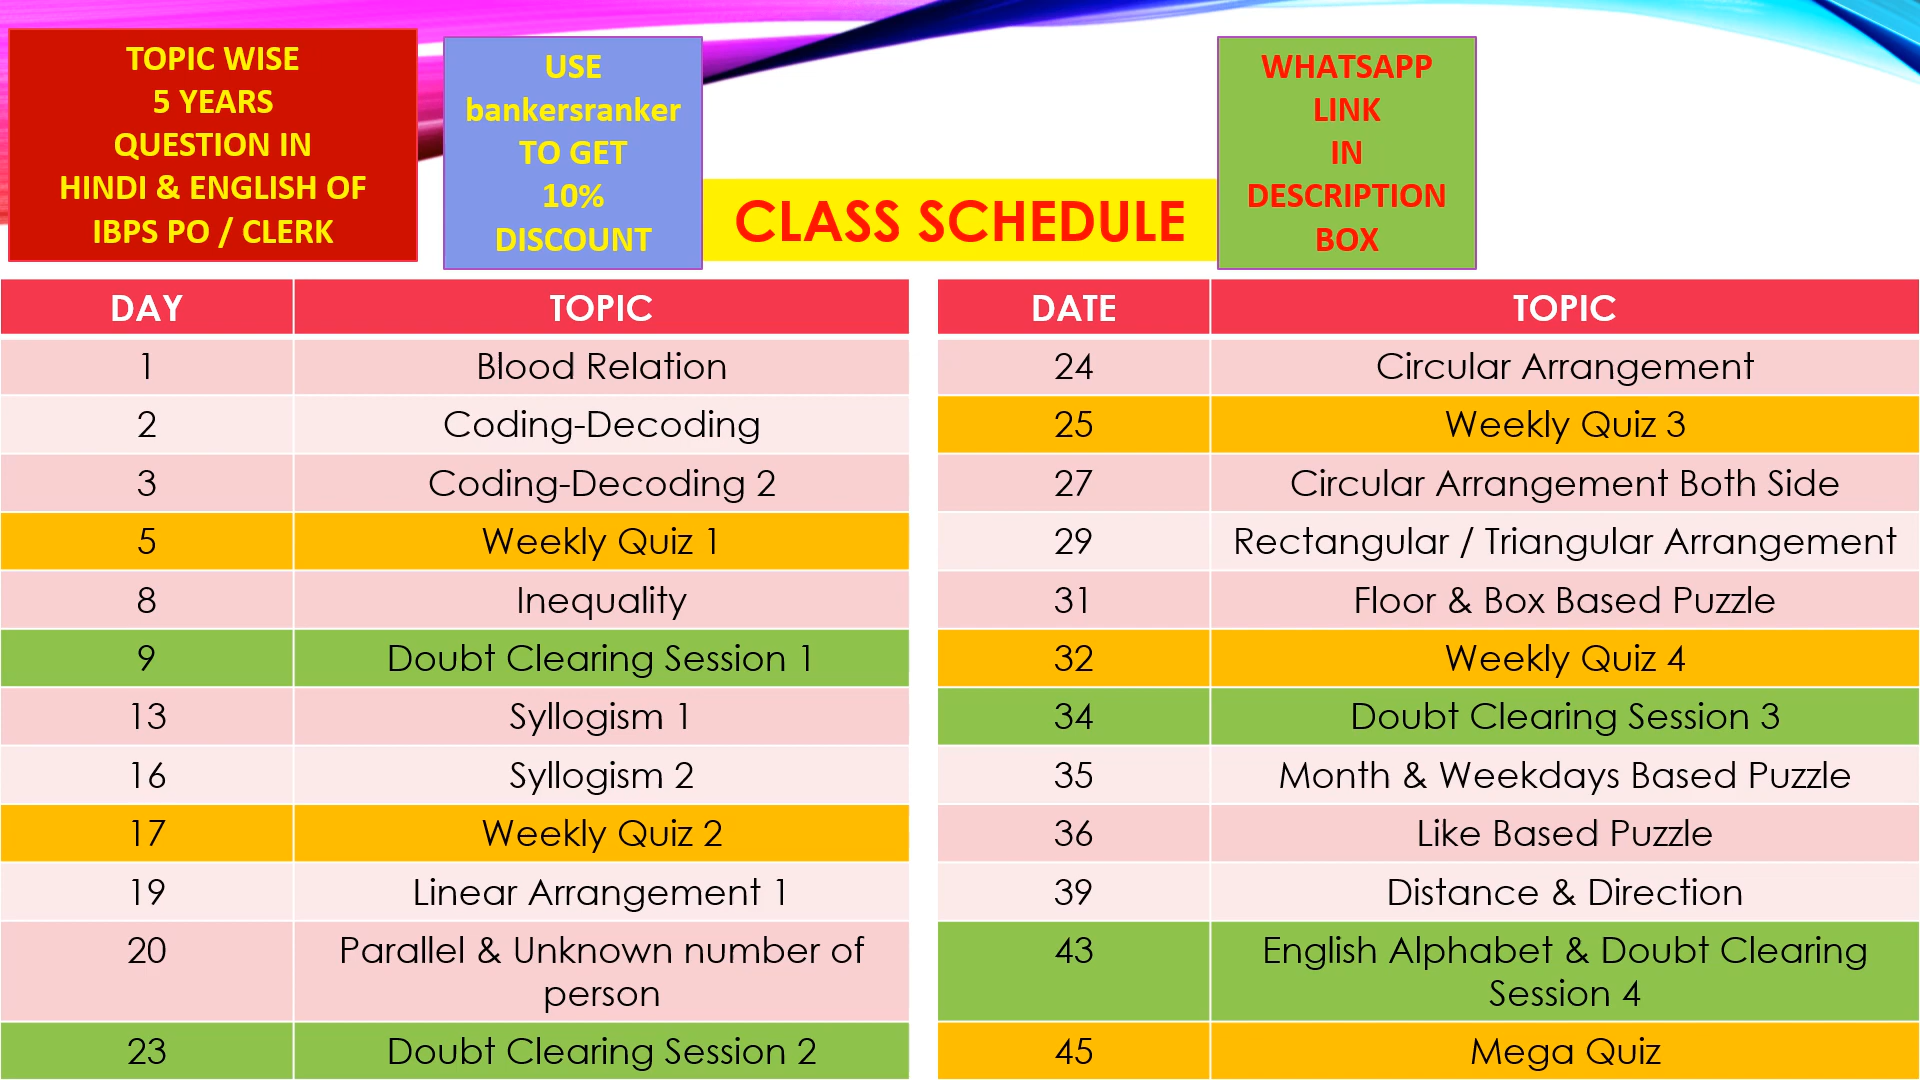 TOPIC WISE
5 YEARS
QUESTION IN
HINDI & ENGLISH OF
IBPS PO / CLERK
USE
bankersranker
TO GET
10%
DISCOUNT
CLASS SCHEDULE
WHATSAPP
LINK
IN
DESCRIPTION
BOX
DAY TOPIC
1 Blood Relation
2 Coding-Decoding
3 Coding-Decoding 2
5 Weekly Quiz 1
8 Inequality
9 Doubt Clearing Session 1
13 Syllogism 1
16 Syllogism 2
17 Weekly Quiz 2
19 Linear Arrangement 1
20 Parallel & Unknown number of
person
23 Doubt Clearing Session 2
DATE TOPIC
24 Circular Arrangement
25 Weekly Quiz 3
27 Circular Arrangement Both Side
29 Rectangular / Triangular Arrangement
31 Floor & Box Based Puzzle
32 Weekly Quiz 4
34 Doubt Clearing Session 3
35 Month & Weekdays Based Puzzle
36 Like Based Puzzle
39 Distance & Direction
43 English Alphabet & Doubt Clearing
Session 4
45 Mega Quiz